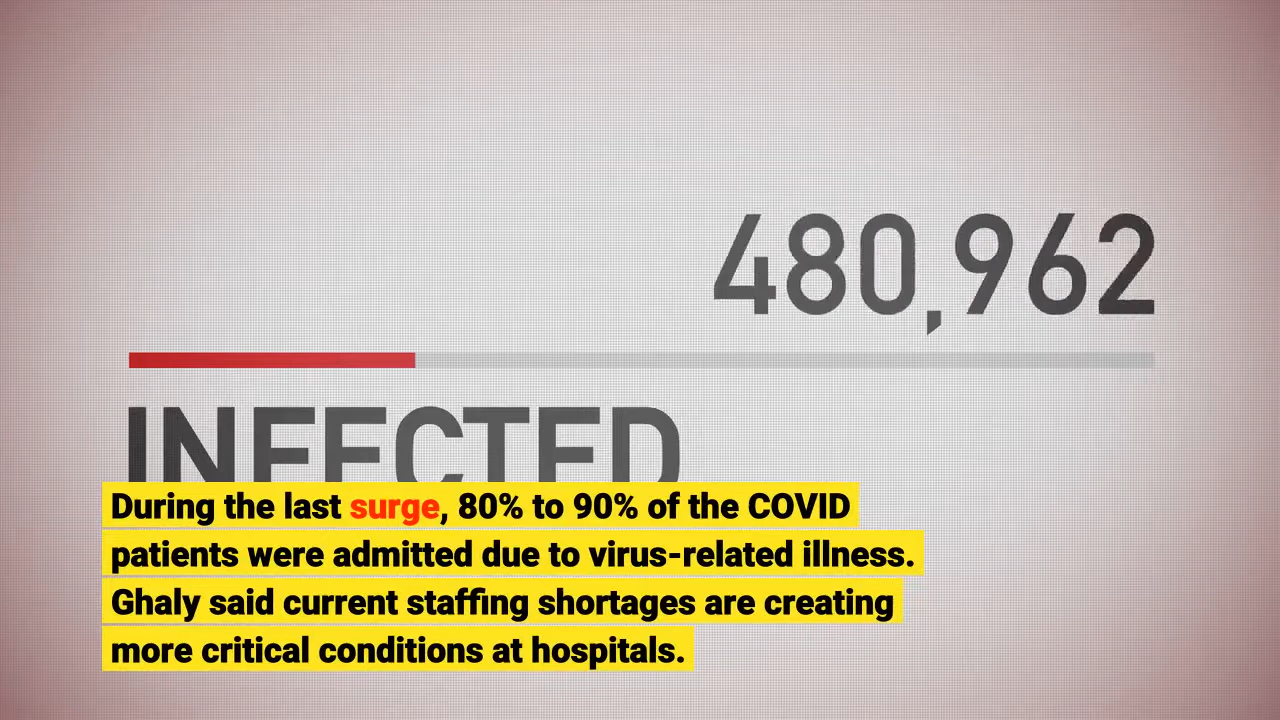 480,962
INFECTED
During the last surge, 80% to 90% of the COVID
patients were admitted due to virus-related illness.
Ghaly said current staffing shortages are creating
more critical conditions at hospitals.